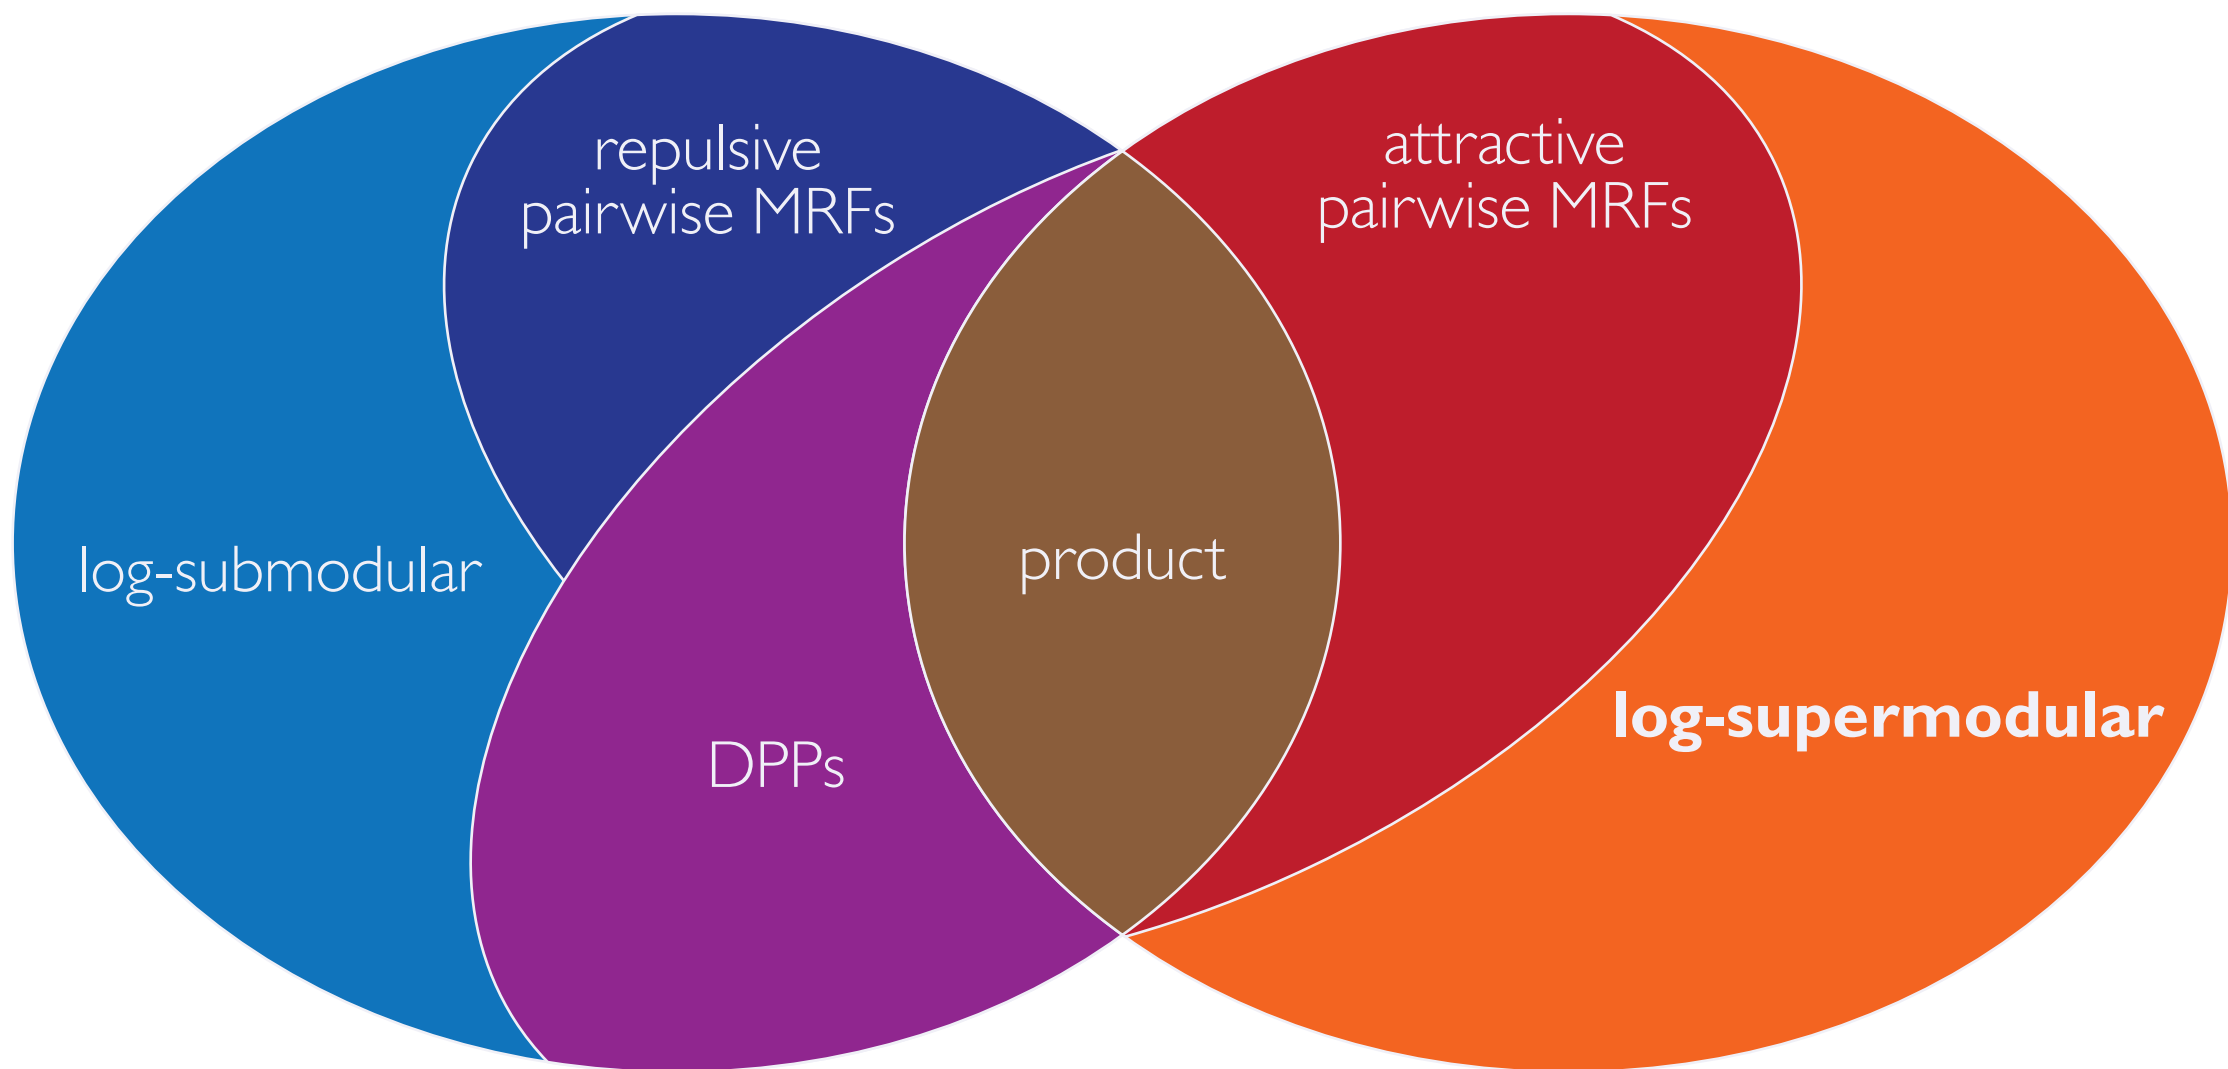 repulsive
pairwise MRFs
attractive
pairwise MRFs
log-submodular
product
DPPs
log-supermodular